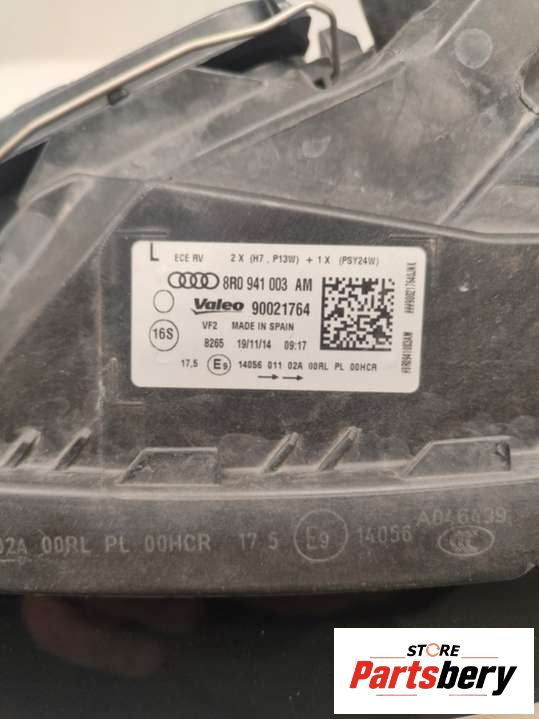 L ECE RV 2 X (H7, P13W) + 1 X (PSY24W)
8R0 941 003 AM
Valeo 90021764
16S VF2 MADE IN SPAIN
8265 19/11/14 09:17
17,5 E9 14056 011 02A 00RL PL 00HCR
A046439
02A 00RL PL 00HCR 17 5 E9 14056
STORE
Partsbery